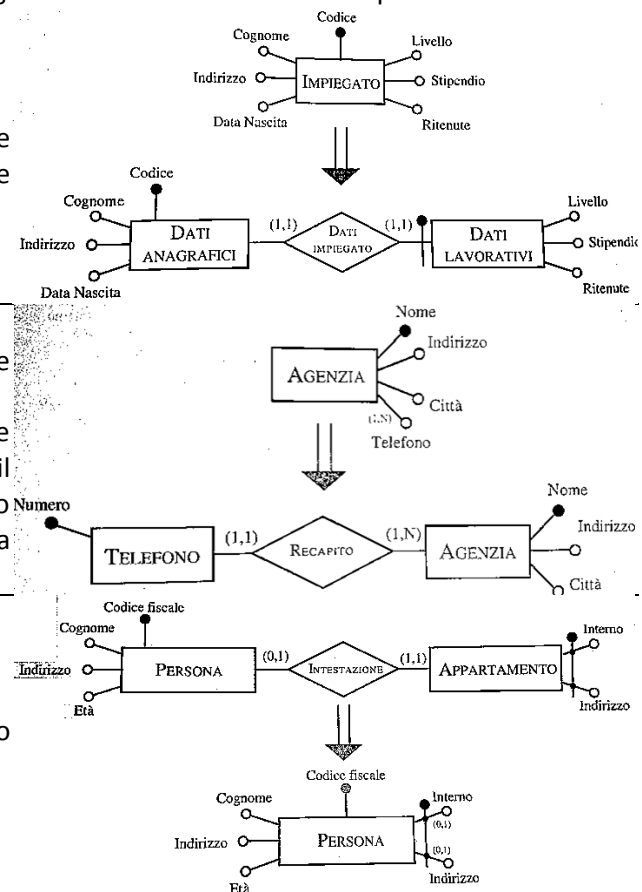 Codice
Cognome
Livello
Indirizzo
IMPIEGATO
Stipendio
Data Nascita
Ritenute
e
e
Codice
Cognome
Livello
Indirizzo
DATI ANAGRAFICI
(1,1)
DATI IMPIEGATO
(1,1)
DATI LAVORATIVI
Stipendio
Data Nascita
Ritenute
Nome
Indirizzo
e
AGENZIA
Città
(1,N)
Telefono
e
il
o
Numero
a
Nome
Indirizzo
TELEFONO
(1,1)
RECAPITO
(1,N)
AGENZIA
Città
Codice fiscale
Cognome
Interno
Indirizzo
PERSONA
(0,1)
INTESTAZIONE
(1,1)
APPARTAMENTO
Età
Indirizzo
o
Codice fiscale
Cognome
Interno
(0,1)
Indirizzo
PERSONA
(0,1)
Età
Indirizzo